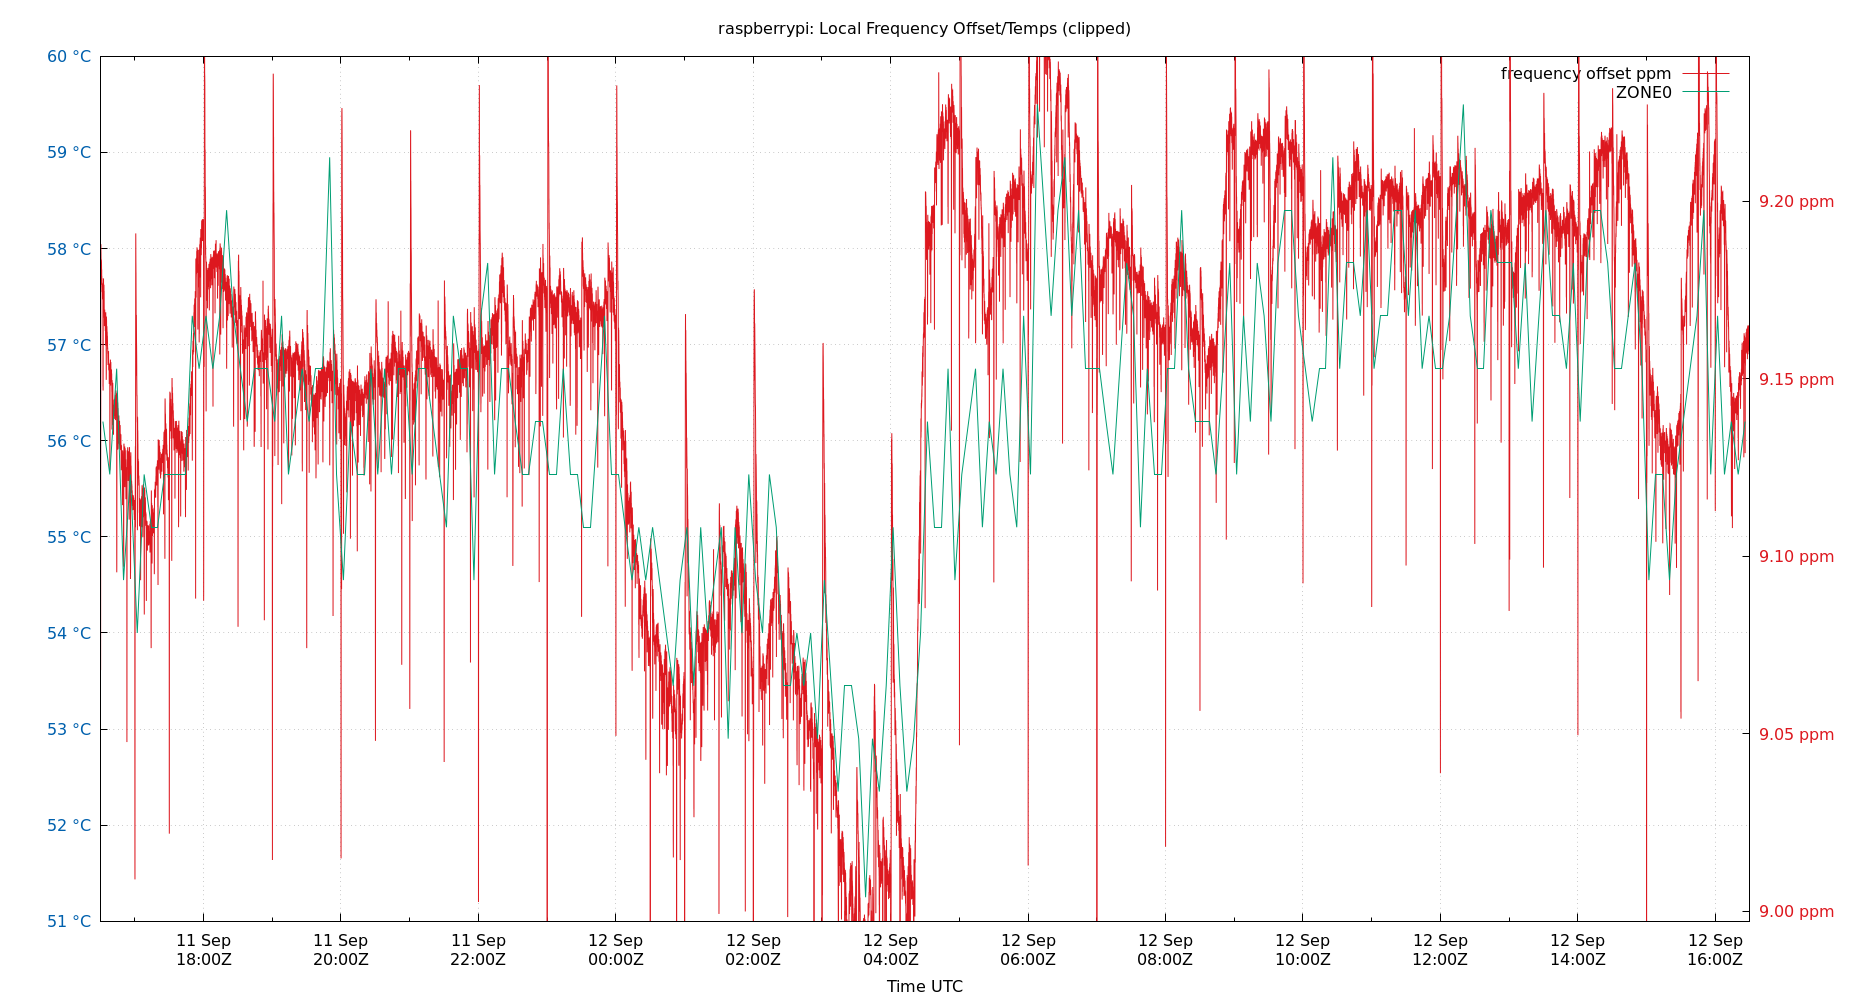 raspberrypi: Local Frequency Offset/Temps (clipped)
frequency offset ppm
ZONE0
60 °C
59 °C
58 °C
57 °C
56 °C
55 °C
54 °C
53 °C
52 °C
51 °C
9.20 ppm
9.15 ppm
9.10 ppm
9.05 ppm
9.00 ppm
11 Sep 11 Sep 11 Sep 12 Sep 12 Sep 12 Sep 12 Sep 12 Sep 12 Sep 12 Sep 12 Sep 12 Sep
18:00Z 20:00Z 22:00Z 00:00Z 02:00Z 04:00Z 06:00Z 08:00Z 10:00Z 12:00Z 14:00Z 16:00Z
Time UTC